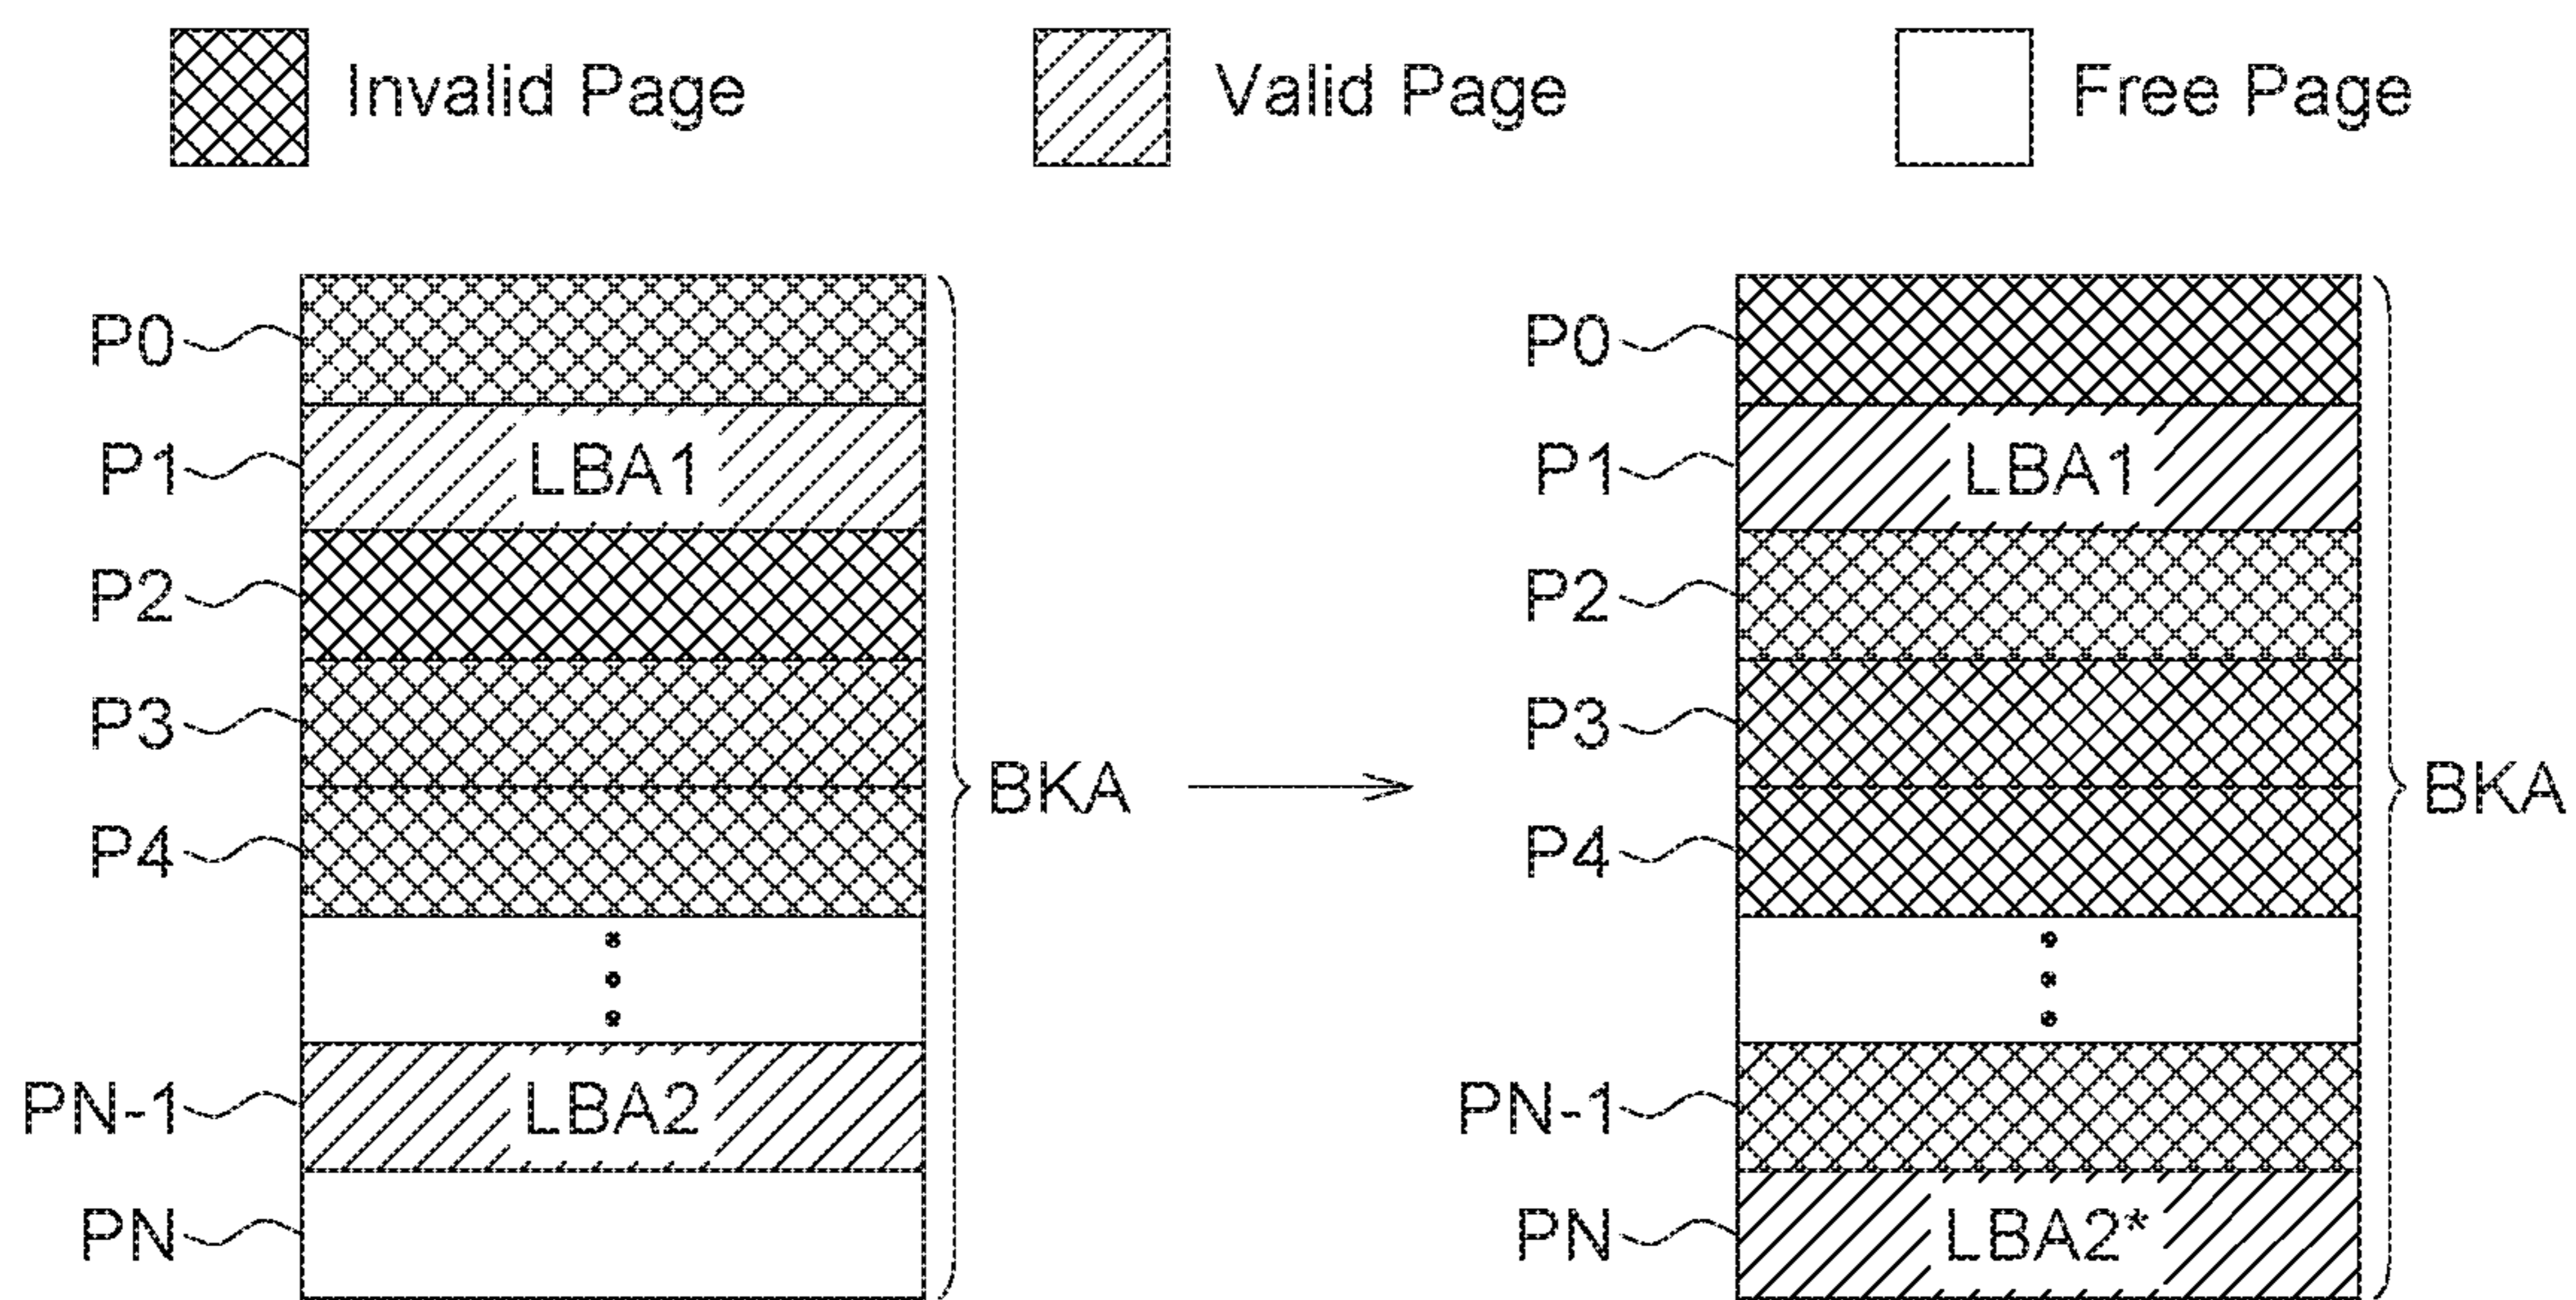 Invalid Page
Valid Page
Free Page
P0
P1
P2
P3
P4
PN-1
PN
LBA1
LBA2
BKA
P0
P1
P2
P3
P4
PN-1
PN
LBA1
LBA2*
BKA